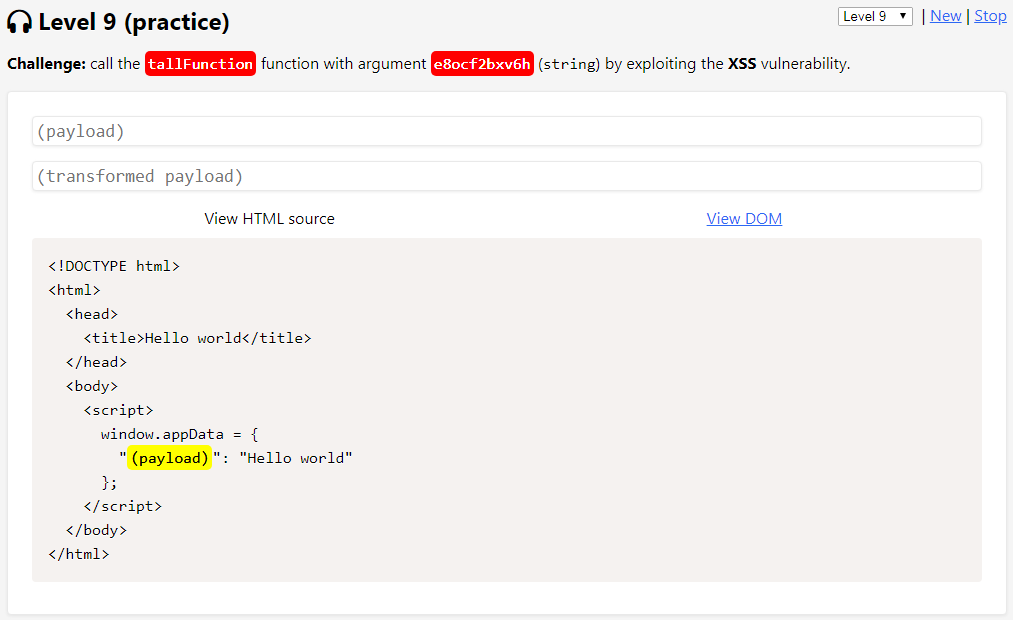 Level 9 (practice)
Level 9 | New | Stop
Challenge: call the tallFunction function with argument e8ocf2bxv6h (string) by exploiting the XSS vulnerability.
(payload)
(transformed payload)
View HTML source View DOM
<!DOCTYPE html>
<html>
  <head>
    <title>Hello world</title>
  </head>
  <body>
    <script>
      window.appData = {
        "(payload)": "Hello world"
      };
    </script>
  </body>
</html>